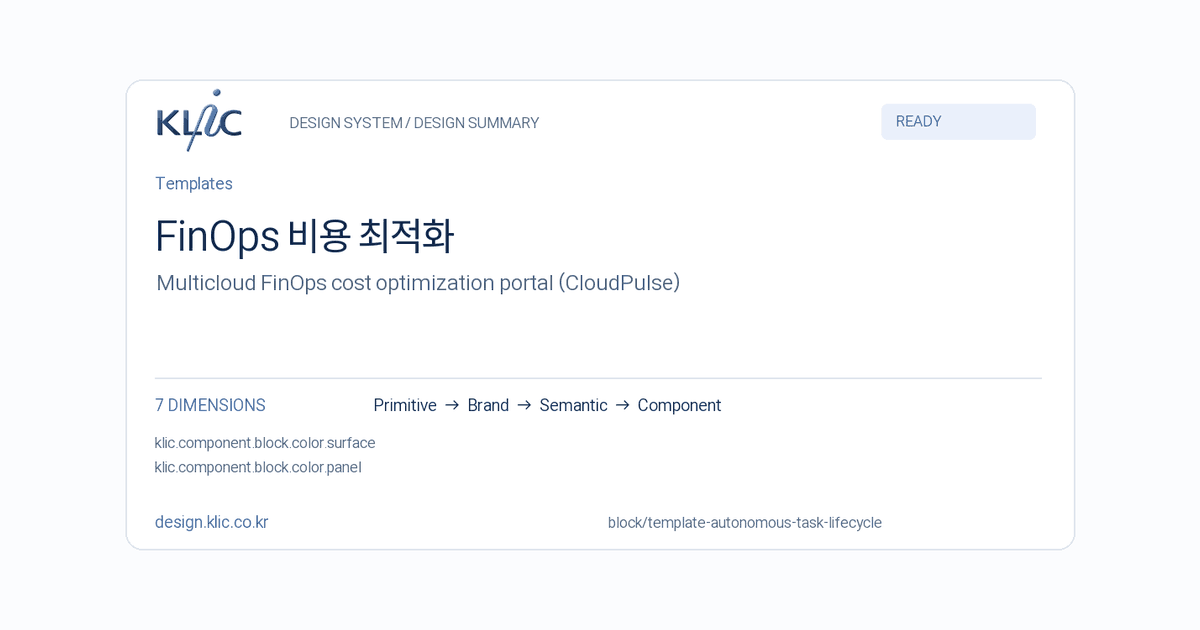 KLiC
DESIGN SYSTEM / DESIGN SUMMARY
READY
Templates
FinOps 비용 최적화
Multicloud FinOps cost optimization portal (CloudPulse)
7 DIMENSIONS
Primitive → Brand → Semantic → Component
klic.component.block.color.surface
klic.component.block.color.panel
design.klic.co.kr
block/template-autonomous-task-lifecycle